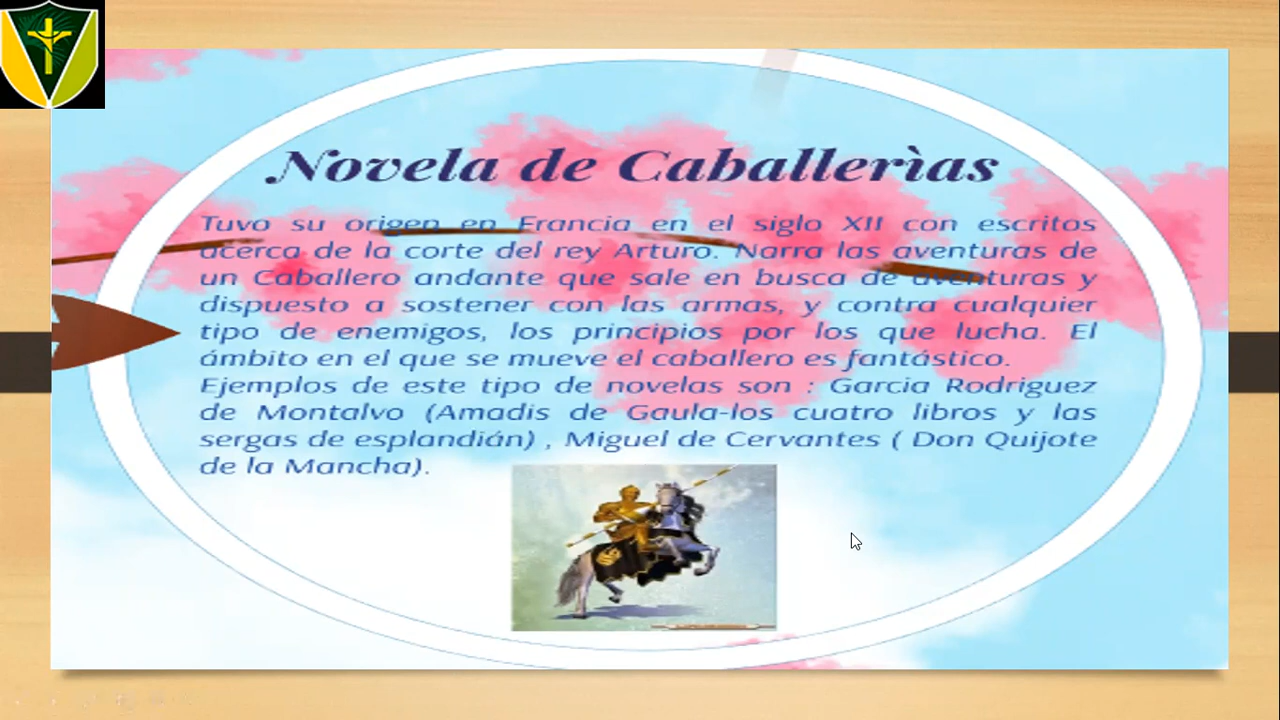 Novela de Caballerìas
Tuvo su origen en Francia en el siglo XII con escritos
acerca de la corte del rey Arturo. Narra las aventuras de
un Caballero andante que sale en busca de aventuras y
dispuesto a sostener con las armas, y contra cualquier
tipo de enemigos, los principios por los que lucha. El
ámbito en el que se mueve el caballero es fantástico.
Ejemplos de este tipo de novelas son : Garcia Rodriguez
de Montalvo (Amadis de Gaula-los cuatro libros y las
sergas de esplandián) , Miguel de Cervantes ( Don Quijote
de la Mancha).